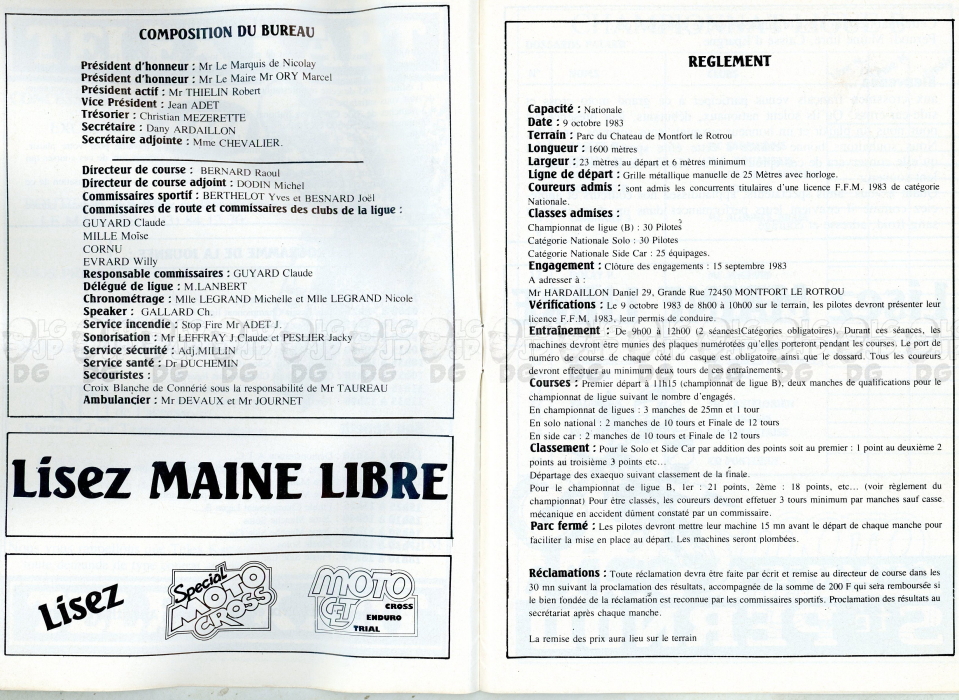 COMPOSITION DU BUREAU
Président d'honneur : Mr Le Marquis de Nicolay
Président d'honneur : Mr Le Maire Mr ORY Marcel
Président actif : Mr THIELIN Robert
Vice Président : Jean ADET
Trésorier : Christian MEZERETTE
Secrétaire : Dany ARDAILLON
Secrétaire adjointe : Mme CHEVALIER.
Directeur de course : BERNARD Raoul
Directeur de course adjoint : DODIN Michel
Commissaires sportif : BERTHELOT Yves et BESNARD Joël
Commissaires de route et commissaires des clubs de la ligue :
GUYARD Claude
MILLE Moïse
CORNU
EVRARD Willy
Responsable commissaires : GUYARD Claude
Délégué de ligue : M.LANBERT
Chronométrage : Mlle LEGRAND Michelle et Mlle LEGRAND Nicole
Speaker : GALLARD Ch.
Service incendie : Stop Fire Mr ADET J.
Sonorisation : Mr LEFFRAY J.Claude et PESLIER Jacky
Service sécurité : Adj.MILLIN
Service santé : Dr DUCHEMIN
Secouristes :
Croix Blanche de Connérié sous la responsabilité de Mr TAUREAU
Ambulancier : Mr DEVAUX et Mr JOURNET
Lisez MAINE LIBRE
Lisez
Special
MOTO
CROSS
MOTO
CET
CROSS
ENDURO
TRIAL
REGLEMENT
Capacité : Nationale
Date : 9 octobre 1983
Terrain : Parc du Chateau de Montfort le Rotrou
Longueur : 1600 mètres
Largeur : 23 mètres au départ et 6 mètres minimum
Ligne de départ : Grille métallique manuelle de 25 Mètres avec horloge.
Coureurs admis : sont admis les concurrents titulaires d'une licence F.F.M. 1983 de catégorie
Nationale.
Classes admises :
Championnat de ligue (B) : 30 Pilotes
Catégorie Nationale Solo : 30 Pilotes
Catégorie Nationale Side Car : 25 équipages.
Engagement : Clôture des engagements : 15 septembre 1983
A adresser à :
Mr HARDAILLON Daniel 29, Grande Rue 72450 MONTFORT LE ROTROU
Vérifications : Le 9 octobre 1983 de 8h00 à 10h00 sur le terrain, les pilotes devront présenter leur
licence F.F.M. 1983, leur permis de conduire.
Entraînement : De 9h00 à 12h00 (2 séances1Catégories obligatoires). Durant ces séances, les
machines devront être munies des plaques numérotées qu'elles porteront pendant les courses. Le port de
numéro de course de chaque côté du casque est obligatoire ainsi que le dossard. Tous les coureurs
devront effectuer au minimum deux tours de ces entraînements.
Courses : Premier départ à 11h15 (championnat de ligue B), deux manches de qualifications pour le
championnat de ligue suivant le nombre d'engagés.
En championnat de ligues : 3 manches de 25mn et 1 tour
En solo national : 2 manches de 10 tours et Finale de 12 tours
En side car : 2 manches de 10 tours et Finale de 12 tours
Classement : Pour le Solo et Side Car par addition des points soit au premier : 1 point au deuxième 2
points au troisième 3 points etc...
Départage des exaequo suivant classement de la finale.
Pour le championnat de ligue B, 1er : 21 points, 2ème : 18 points, etc... (voir règlement du
championnat) Pour être classés, les coureurs devront effetuer 3 tours minimum par manches sauf casse
mécanique en accident dûment constaté par un commissaire.
Parc fermé : Les pilotes devront mettre leur machine 15 mn avant le départ de chaque manche pour
faciliter la mise en place au départ. Les machines seront plombées.
Réclamations : Toute réclamation devra être faite par écrit et remise au directeur de course dans les
30 mn suivant la proclamation des résultats, accompagnée de la somme de 200 F qui sera remboursée si
le bien fondée de la réclamation est reconnue par les commissaires sportifs. Proclamation des résultats au
secrétariat après chaque manche.
La remise des prix aura lieu sur le terrain